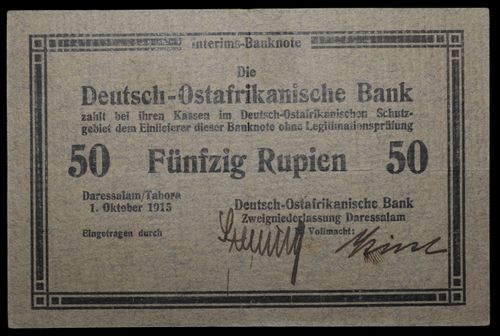 Interims-Banknote
Die
Deutsch-Ostafrikanische Bank
zahlt bei ihren Kassen im Deutsch-Ostafrikanischen Schutz-
gebiet dem Einlieferer dieser Banknote ohne Legitimationsprüfung
50 Fünfzig Rupien 50
Daressalam/Tabora
1. Oktober 1915
Deutsch-Ostafrikanische Bank
Zweigniederlassung Daressalam
Eingetragen durch
In Vollmacht: